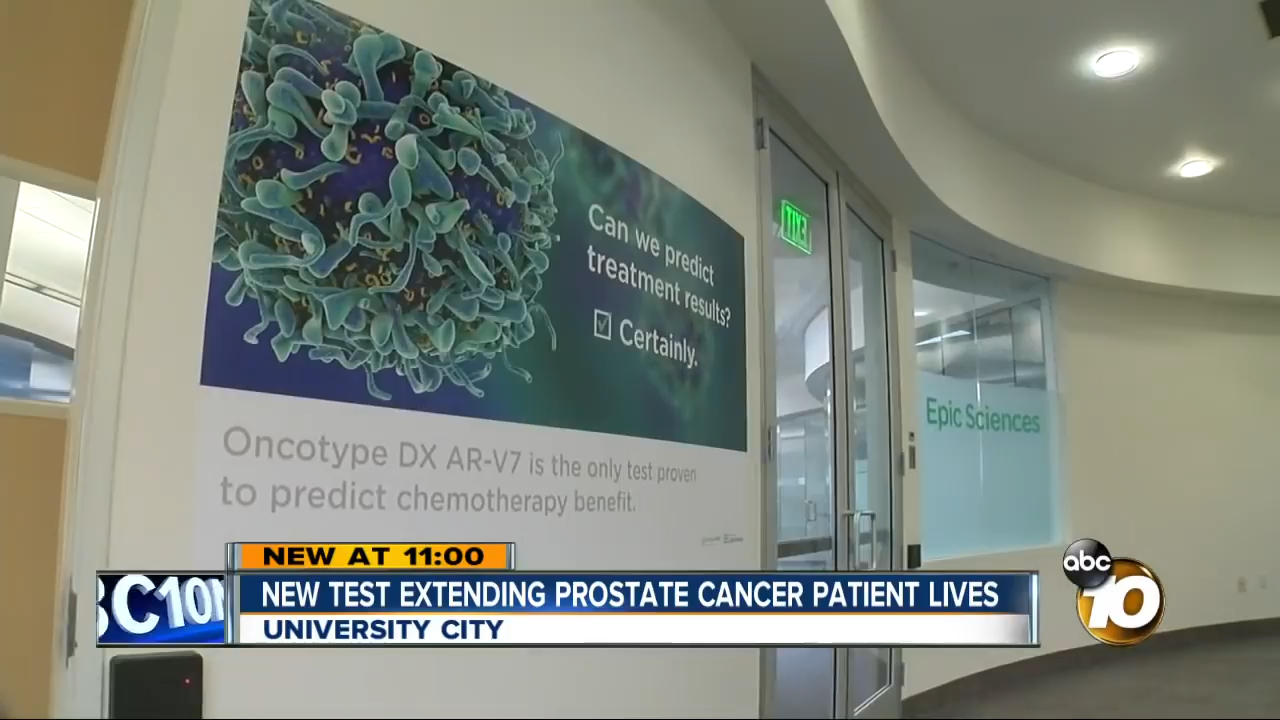 Can we predict
treatment results?
Certainly.
EXIT
Epic Sciences
Oncotype DX AR-V7 is the only test proven
to predict chemotherapy benefit.
NEW AT 11:00
C10N
NEW TEST EXTENDING PROSTATE CANCER PATIENT LIVES
UNIVERSITY CITY
abc
10